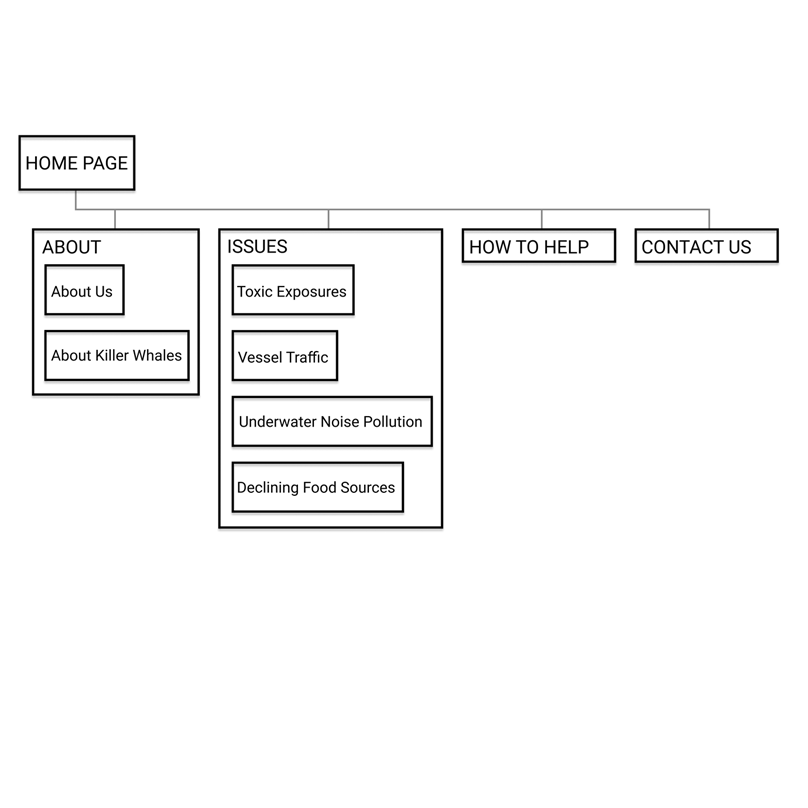 HOME PAGE
ABOUT
About Us
About Killer Whales
ISSUES
Toxic Exposures
Vessel Traffic
Underwater Noise Pollution
Declining Food Sources
HOW TO HELP
CONTACT US